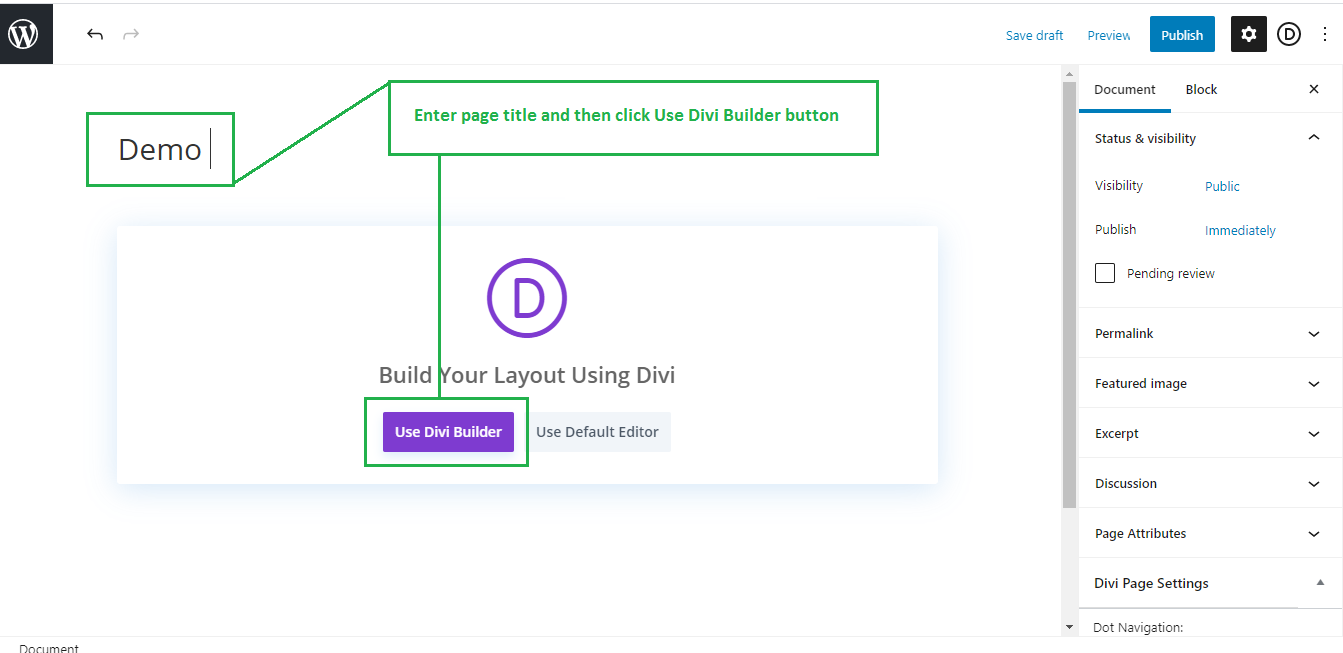 Save draft
Preview
Publish
D
Document
Block
Enter page title and then click Use Divi Builder button
Demo
Status & visibility
Visibility Public
Publish Immediately
Pending review
D
Build Your Layout Using Divi
Use Divi Builder
Use Default Editor
Permalink
Featured image
Excerpt
Discussion
Page Attributes
Divi Page Settings
Dot Navigation:
Document